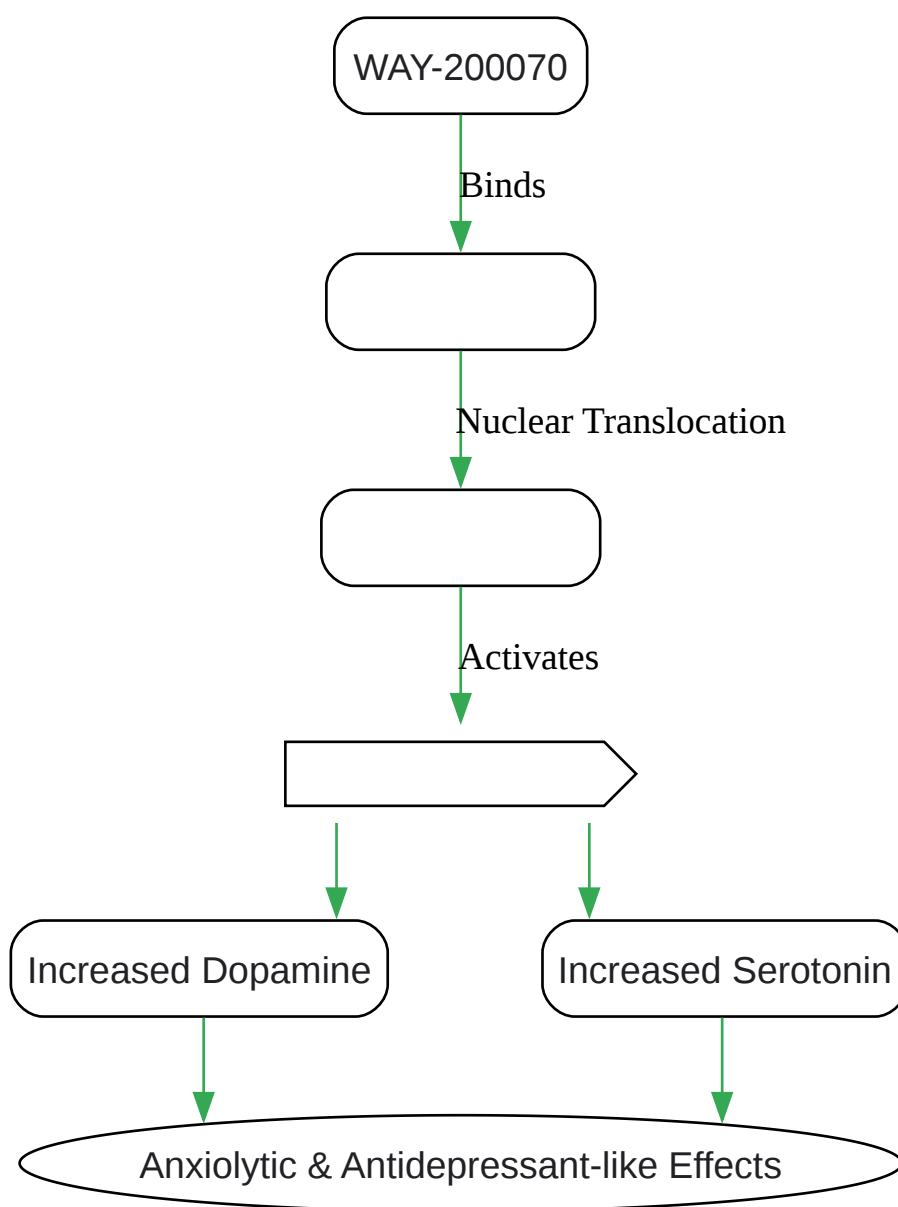 WAY-200070
Binds
Nuclear Translocation
Activates
Increased Dopamine
Increased Serotonin
Anxiolytic & Antidepressant-like Effects